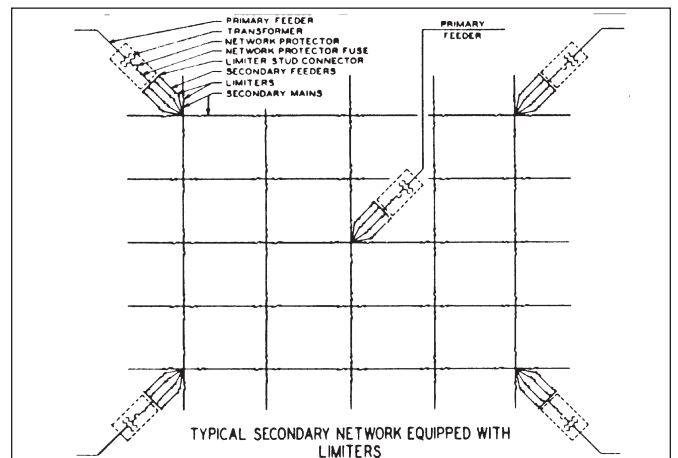 PRIMARY FEEDER
TRANSFORMER
NETWORK PROTECTOR
NETWORK PROTECTOR FUSE
LIMITER STUD CONNECTOR
SECONDARY FEEDERS
LIMITERS
SECONDARY MAINS
PRIMARY
FEEDER
TYPICAL SECONDARY NETWORK EQUIPPED WITH
LIMITERS